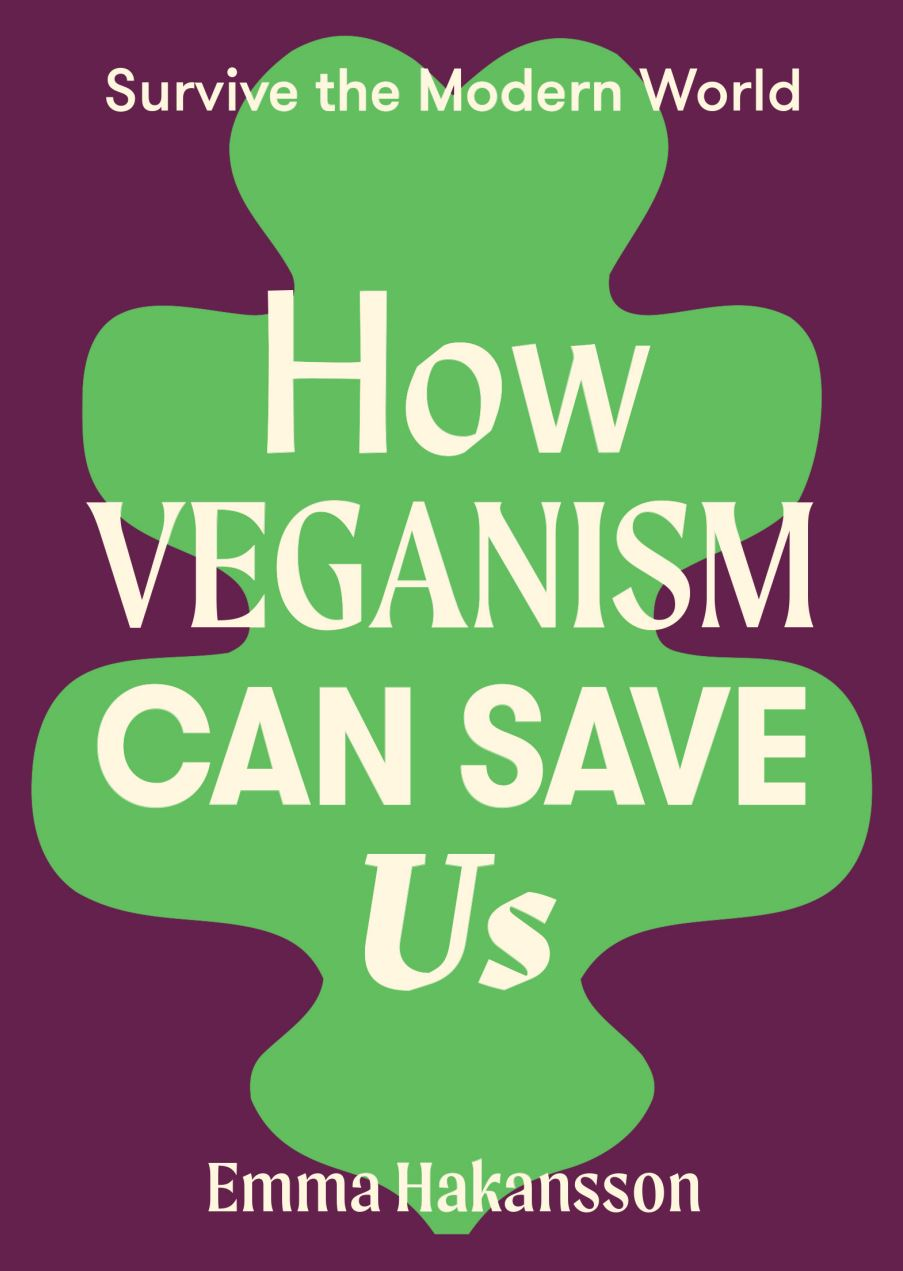 Survive the Modern World
How
VEGANISM
CAN SAVE
Us
Emma Hakansson